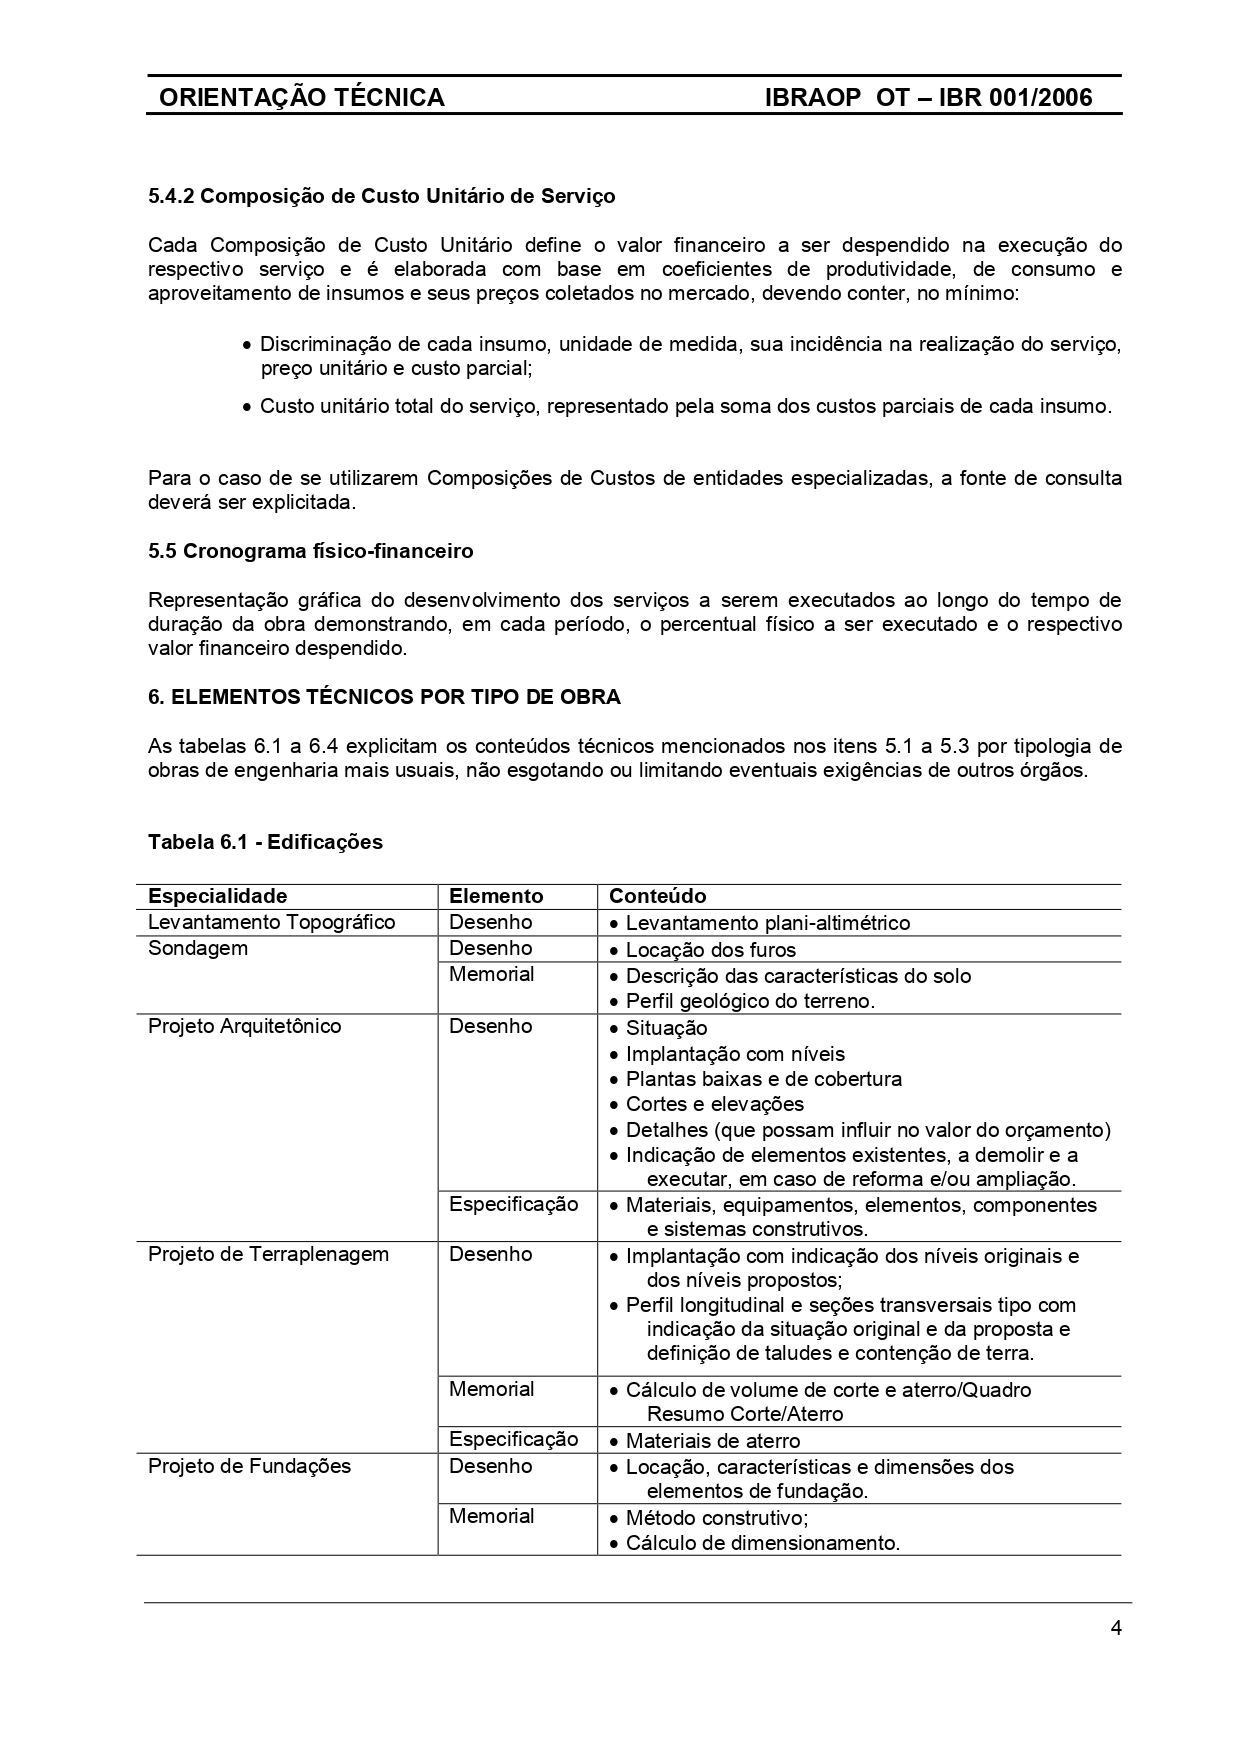 ORIENTAÇÃO TÉCNICA IBRAOP OT – IBR 001/2006
5.4.2 Composição de Custo Unitário de Serviço
Cada Composição de Custo Unitário define o valor financeiro a ser despendido na execução do
respectivo serviço e é elaborada com base em coeficientes de produtividade, de consumo e
aproveitamento de insumos e seus preços coletados no mercado, devendo conter, no mínimo:
• Discriminação de cada insumo, unidade de medida, sua incidência na realização do serviço,
preço unitário e custo parcial;
• Custo unitário total do serviço, representado pela soma dos custos parciais de cada insumo.
Para o caso de se utilizarem Composições de Custos de entidades especializadas, a fonte de consulta
deverá ser explicitada.
5.5 Cronograma físico-financeiro
Representação gráfica do desenvolvimento dos serviços a serem executados ao longo do tempo de
duração da obra demonstrando, em cada período, o percentual físico a ser executado e o respectivo
valor financeiro despendido.
6. ELEMENTOS TÉCNICOS POR TIPO DE OBRA
As tabelas 6.1 a 6.4 explicitam os conteúdos técnicos mencionados nos itens 5.1 a 5.3 por tipologia de
obras de engenharia mais usuais, não esgotando ou limitando eventuais exigências de outros órgãos.
Tabela 6.1 - Edificações
Especialidade Elemento Conteúdo
Levantamento Topográfico Desenho • Levantamento plani-altimétrico
Sondagem Desenho • Locação dos furos
Memorial • Descrição das características do solo
• Perfil geológico do terreno.
Projeto Arquitetônico Desenho • Situação
• Implantação com níveis
• Plantas baixas e de cobertura
• Cortes e elevações
• Detalhes (que possam influir no valor do orçamento)
• Indicação de elementos existentes, a demolir e a
executar, em caso de reforma e/ou ampliação.
Especificação • Materiais, equipamentos, elementos, componentes
e sistemas construtivos.
Projeto de Terraplenagem Desenho • Implantação com indicação dos níveis originais e
dos níveis propostos;
• Perfil longitudinal e seções transversais tipo com
indicação da situação original e da proposta e
definição de taludes e contenção de terra.
Memorial • Cálculo de volume de corte e aterro/Quadro
Resumo Corte/Aterro
Especificação • Materiais de aterro
Projeto de Fundações Desenho • Locação, características e dimensões dos
elementos de fundação.
Memorial • Método construtivo;
• Cálculo de dimensionamento.
4